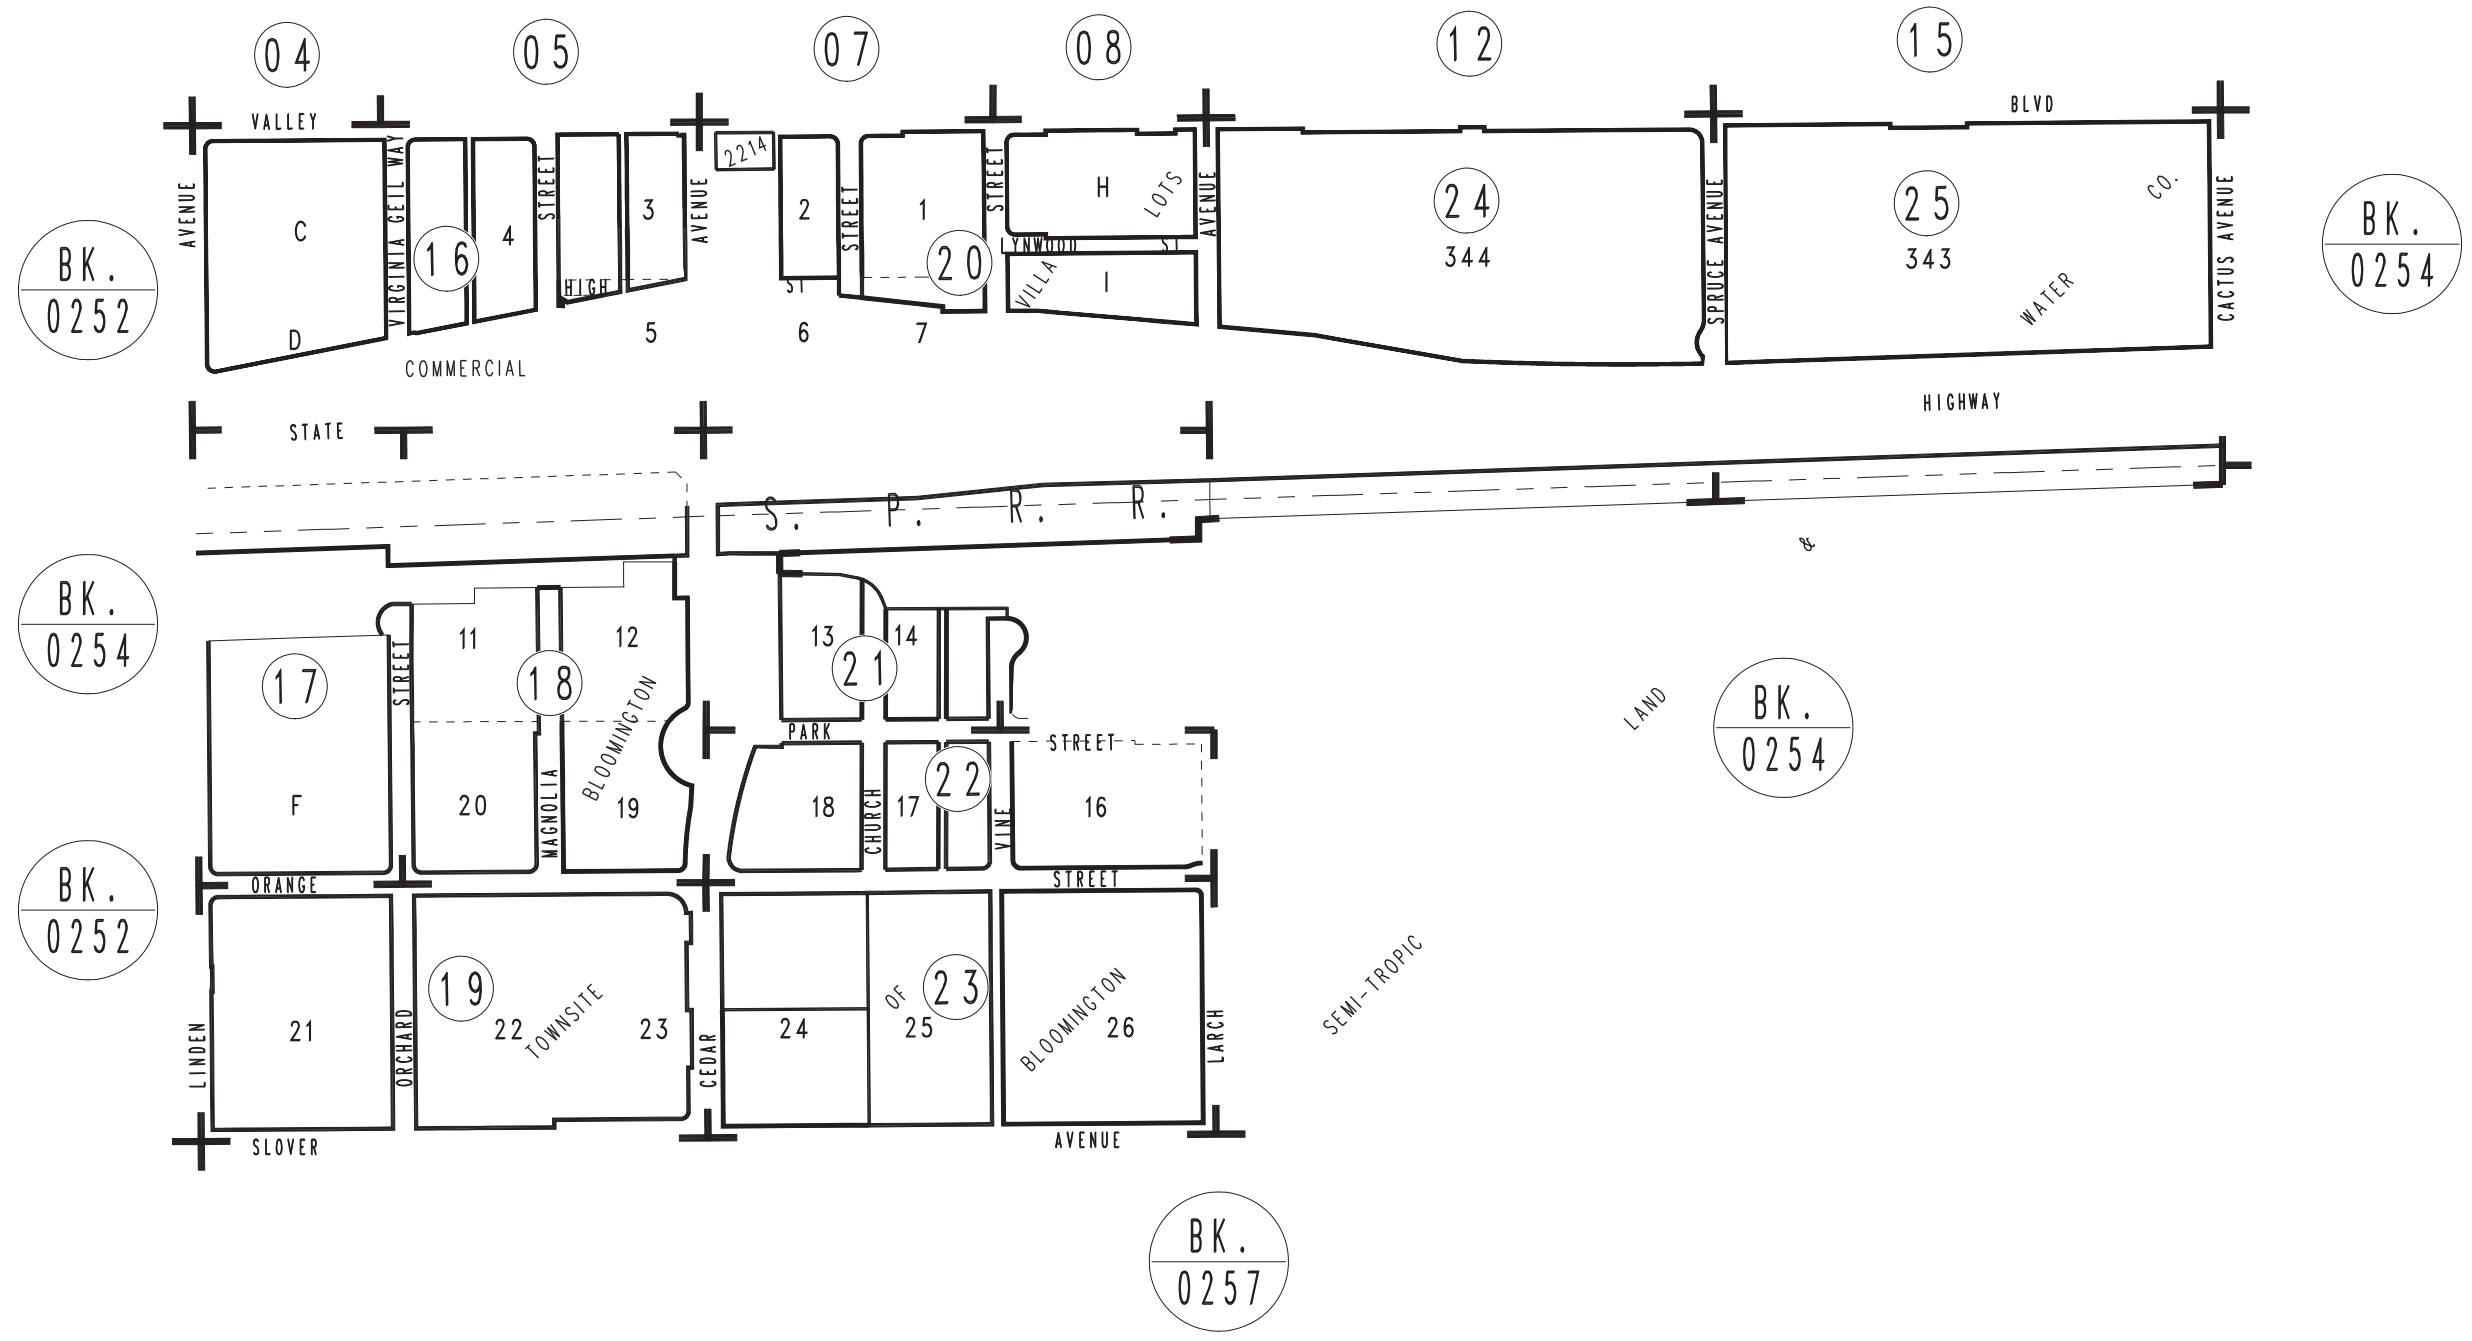 04
05
07
08
12
15
VALLEY
BLVD
AVENUE
VIRGINIA GEIL WAY
STREET
AVENUE
2214
STREET
STREET
AVENUE
SPRUCE AVENUE
CACTUS AVENUE
C
D
16
4
3
2
1
20
H
LOTS
LYNWOOD ST
VILLA
I
24
344
25
343
WATER
CO.
BK.
0252
BK.
0254
HIGH
ST
5
6
7
COMMERCIAL
STATE
HIGHWAY
S. P. R. R.
&
BK.
0254
11
12
13
14
17
STREET
18
21
BLOOMINGTON
PARK
STREET
LAND
BK.
0254
F
20
MAGNOLIA
19
18
CHURCH
17
22
VINE
16
ORANGE
STREET
BK.
0252
LINDEN
21
ORCHARD
19
22
TOWNSITE
23
CEDAR
24
OF
23
25
BLOOMINGTON
26
LARCH
SEMI-TROPIC
SLOVER
AVENUE
BK.
0257